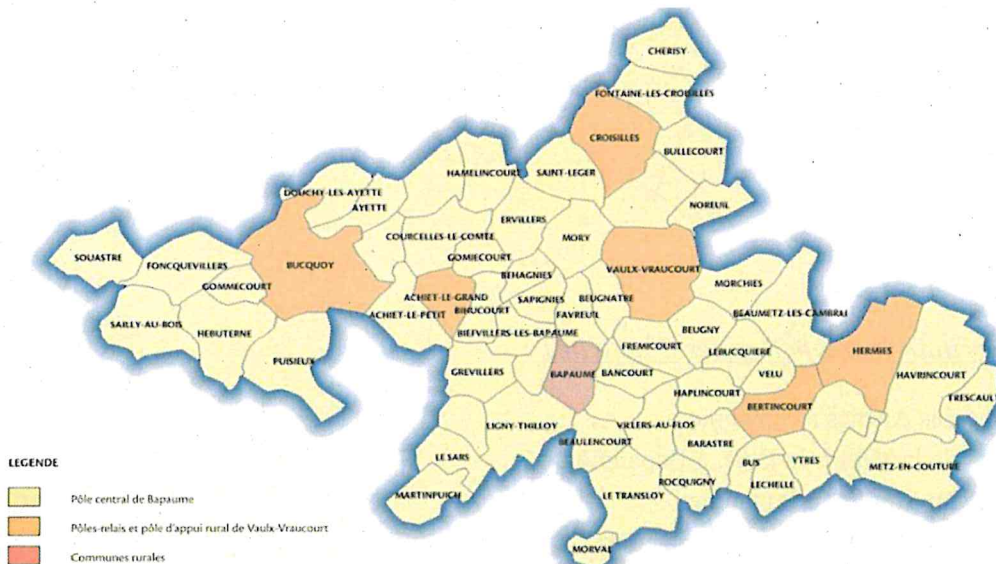 CHERISY
FONTAINE-LES-CROISILLES
CROISILLES
BULLECOURT
HAMELINCOURT
SAINT-LEGER
DOUCHY-LES-AYETTE
NOREUIL
AYETTE
ERVILLERS
COURCELLES-LE-COMTE
MORY
SOUASTRE
GOMIECOURT
FONCQUEVILLERS
BUCQUOY
BEHAGNIES
VAULX-VRAUCOURT
GOMMECOURT
MORCHIES
ACHIET-LE-GRAND
SAPIGNIES
BEUGNATRE
BIHUCOURT
ACHIET-LE-PETIT
FAVREUIL
BEAUMETZ-LES-CAMBRAI
SAILLY-AU-BOIS
HEBUTERNE
BIEFVILLERS-LES-BAPAUME
BEUGNY
FREMICOURT
LEBUCQUIERE
HERMIES
PUISIEUX
GREVILLERS
BAPAUME
BANCOURT
VELU
HAVRINCOURT
HAPLINCOURT
TRESCAULT
BERTINCOURT
LIGNY-THILLOY
VILLERS-AU-FLOS
BEAULENCOURT
BARASTRE
LE SARS
BUS
YTRES
METZ-EN-COUTURE
ROCQUIGNY
LECHELLE
MARTINPUICH
LE TRANSLOY
MORVAL
LEGENDE
Pôle central de Bapaume
Pôles-relais et pôle d'appui rural de Vaulx-Vraucourt
Communes rurales